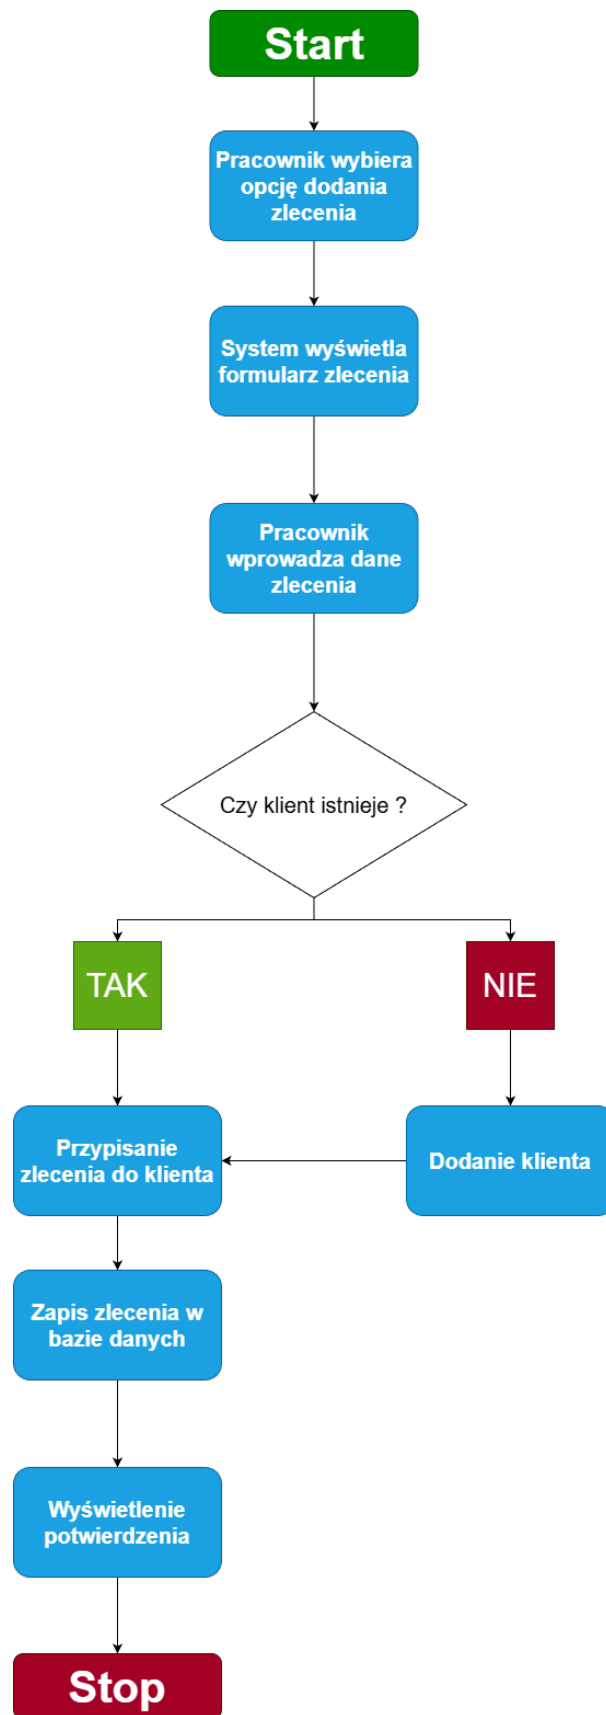 Start
Pracownik wybiera
opcję dodania
zlecenia
System wyświetla
formularz zlecenia
Pracownik
wprowadza dane
zlecenia
Czy klient istnieje ?
TAK
NIE
Przypisanie
zlecenia do klienta
Dodanie klienta
Zapis zlecenia w
bazie danych
Wyświetlenie
potwierdzenia
Stop